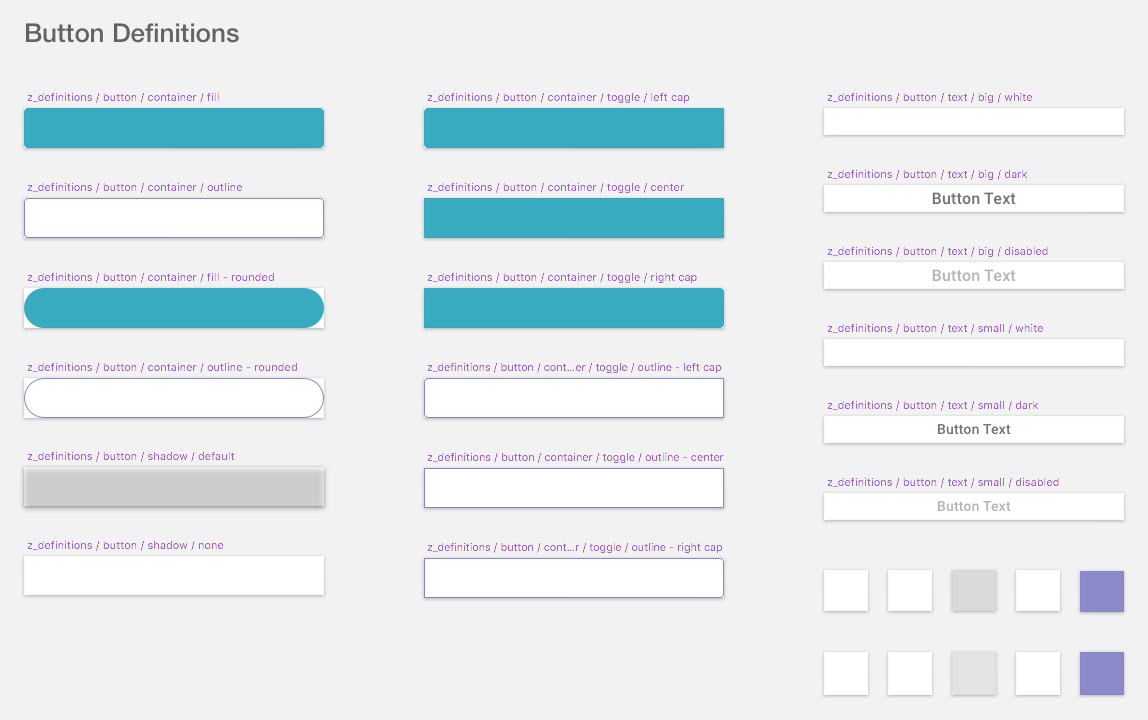 Button Definitions
z_definitions / button / container / fill
z_definitions / button / container / outline
z_definitions / button / container / fill - rounded
z_definitions / button / container / outline - rounded
z_definitions / button / shadow / default
z_definitions / button / shadow / none
z_definitions / button / container / toggle / left cap
z_definitions / button / container / toggle / center
z_definitions / button / container / toggle / right cap
z_definitions / button / cont...er / toggle / outline - left cap
z_definitions / button / container / toggle / outline - center
z_definitions / button / cont...r / toggle / outline - right cap
z_definitions / button / text / big / white
z_definitions / button / text / big / dark
Button Text
z_definitions / button / text / big / disabled
Button Text
z_definitions / button / text / small / white
z_definitions / button / text / small / dark
Button Text
z_definitions / button / text / small / disabled
Button Text